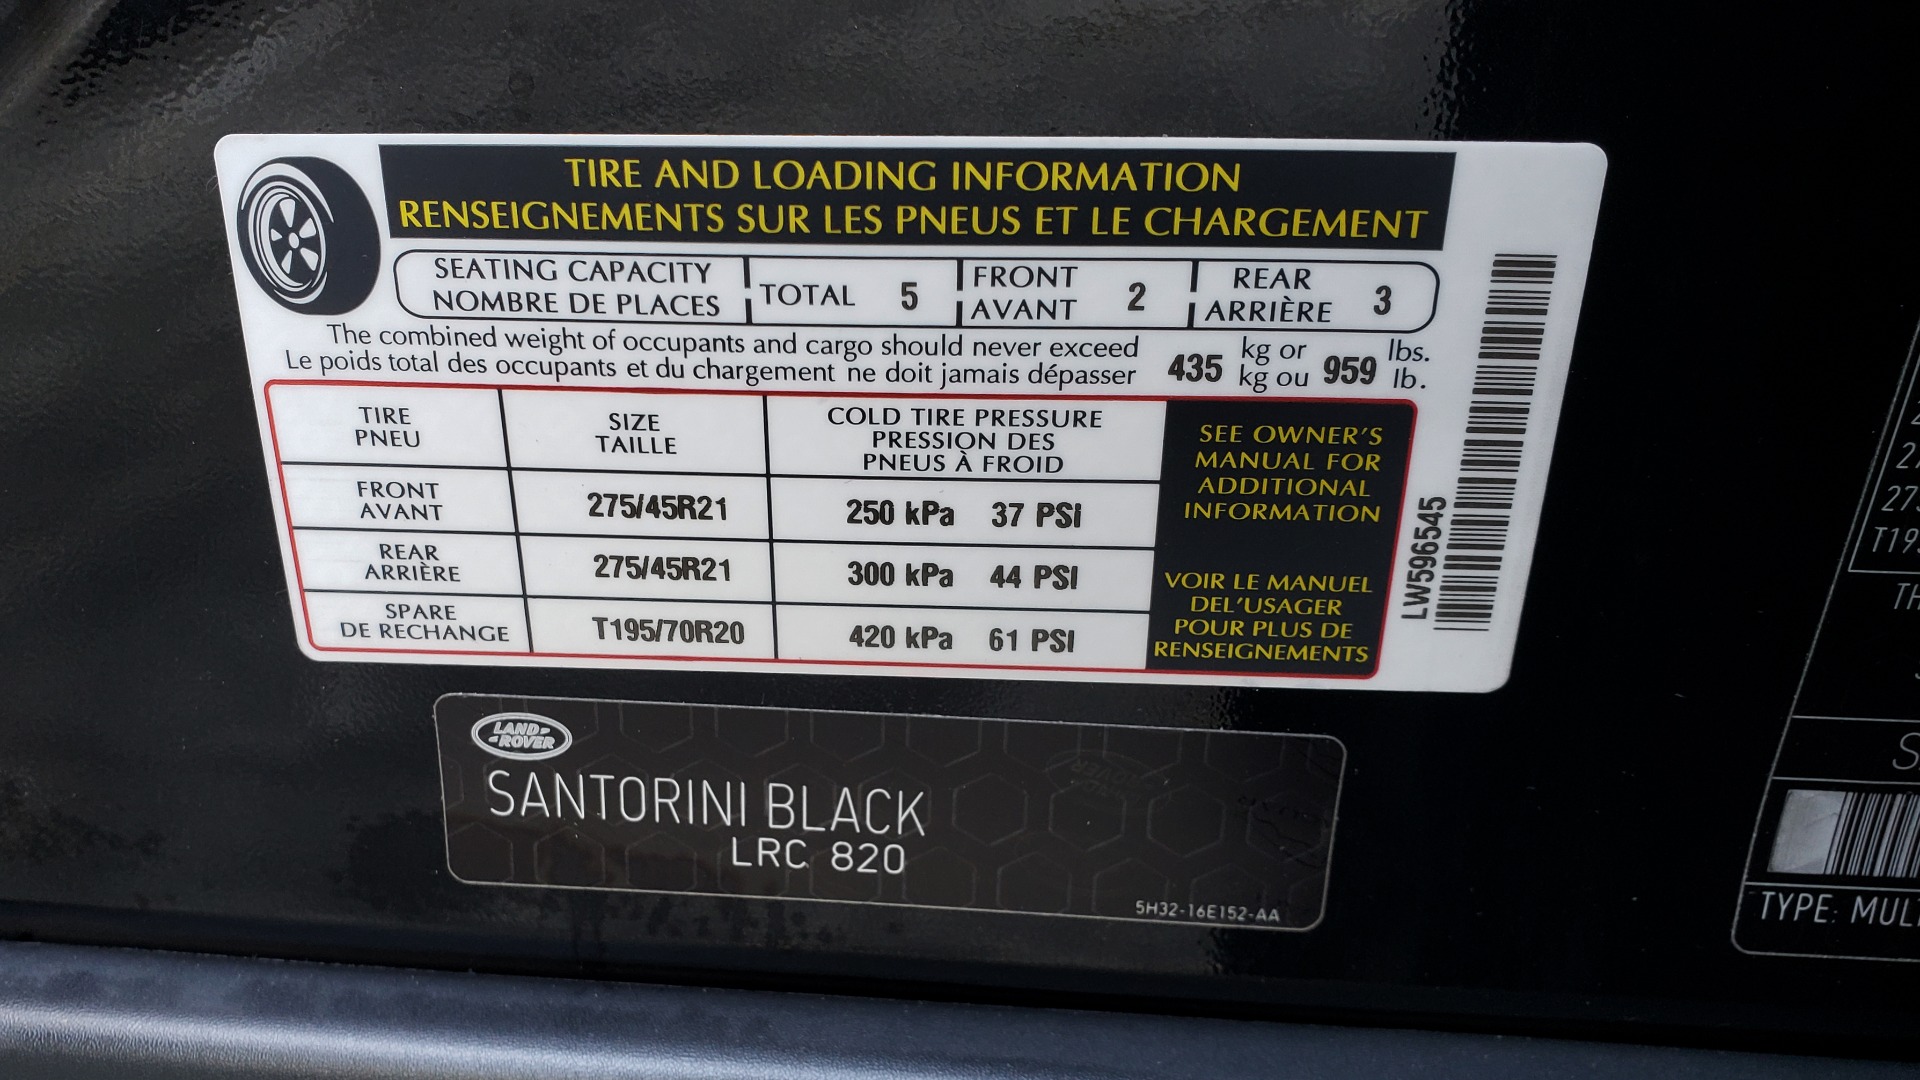 TIRE AND LOADING INFORMATION
RENSEIGNEMENTS SUR LES PNEUS ET LE CHARGEMENT
SEATING CAPACITY
NOMBRE DE PLACES
TOTAL 5
FRONT
AVANT
2
REAR
ARRIÈRE
3
The combined weight of occupants and cargo should never exceed
Le poids total des occupants et du chargement ne doit jamais dépasser
435 kg or 959 lbs.
kg ou lb.
TIRE
PNEU
SIZE
TAILLE
COLD TIRE PRESSURE
PRESSION DES
PNEUS À FROID
FRONT
AVANT
275/45R21
250 kPa 37 PSI
REAR
ARRIÈRE
275/45R21
300 kPa 44 PSI
SPARE
DE RECHANGE
T195/70R20
420 kPa 61 PSI
SEE OWNER'S
MANUAL FOR
ADDITIONAL
INFORMATION
VOIR LE MANUEL
DEL'USAGER
POUR PLUS DE
RENSEIGNEMENTS
LW596545
LAND
ROVER
SANTORINI BLACK
LRC 820
5H32-16E152-AA
TYPE: